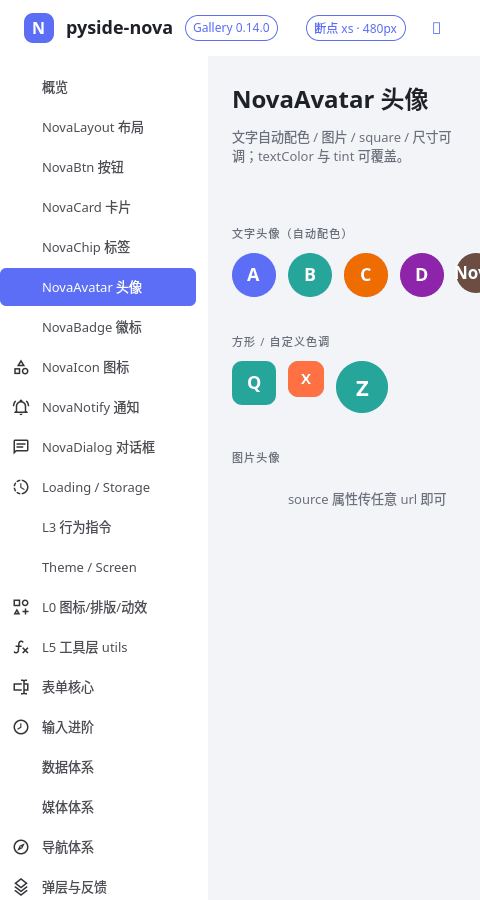 N pyside-nova Gallery 0.14.0 断点 xs · 480px
概览
NovaLayout 布局
NovaBtn 按钮
NovaCard 卡片
NovaChip 标签
NovaAvatar 头像
NovaBadge 徽标
NovaIcon 图标
NovaNotify 通知
NovaDialog 对话框
Loading / Storage
L3 行为指令
Theme / Screen
L0 图标/排版/动效
L5 工具层 utils
表单核心
输入进阶
数据体系
媒体体系
导航体系
弹层与反馈
NovaAvatar 头像
文字自动配色 / 图片 / square / 尺寸可
调；textColor 与 tint 可覆盖。
文字头像（自动配色）
A B C D Nov
方形 / 自定义色调
Q X Z
图片头像
source 属性传任意 url 即可